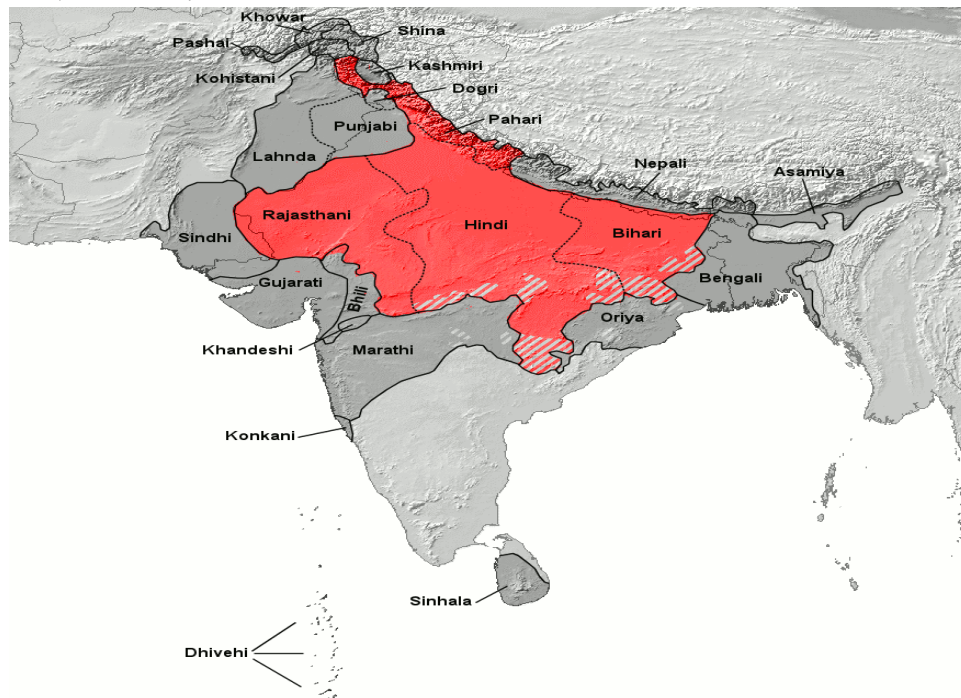 Khowar
Shina
Pashai
Kashmiri
Kohistani
Dogri
Pahari
Punjabi
Lahnda
Nepali
Asamiya
Rajasthani
Hindi
Bihari
Sindhi
Gujarati
Bhili
Bengali
Oriya
Khandeshi
Marathi
Konkani
Sinhala
Dhivehi